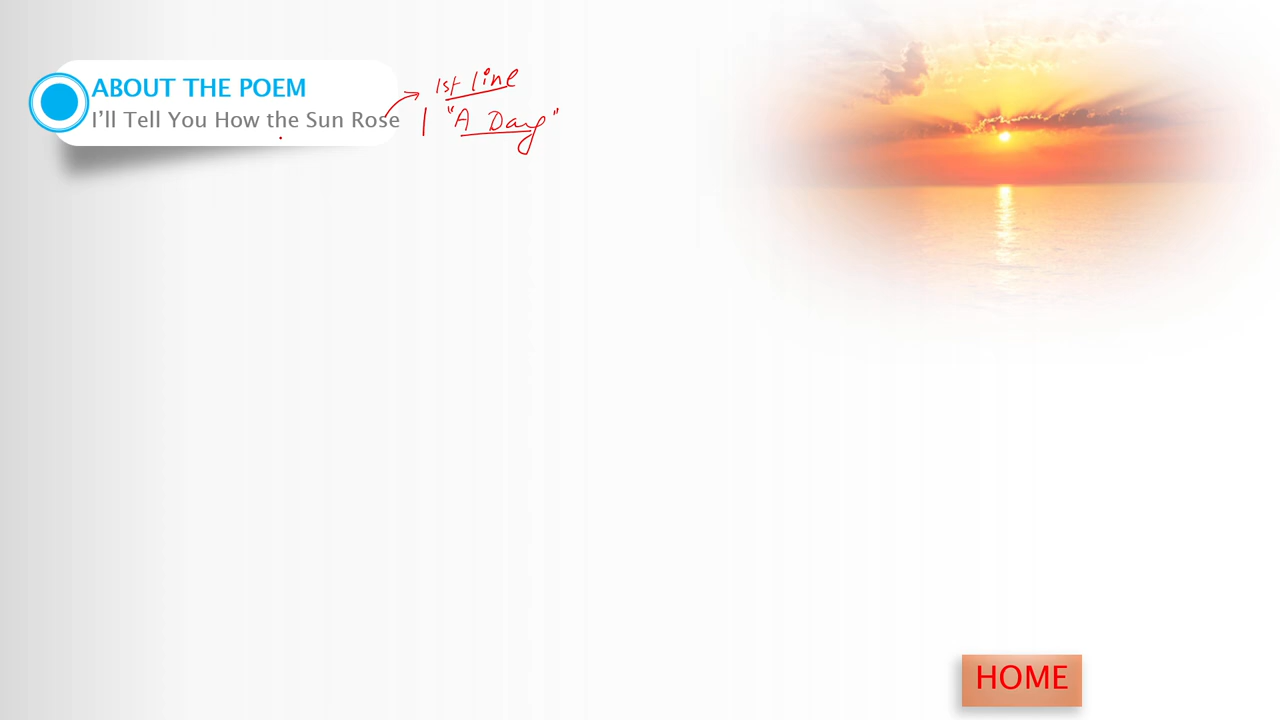 ABOUT THE POEM
I'll Tell You How the Sun Rose
1st line
"A Day"
HOME